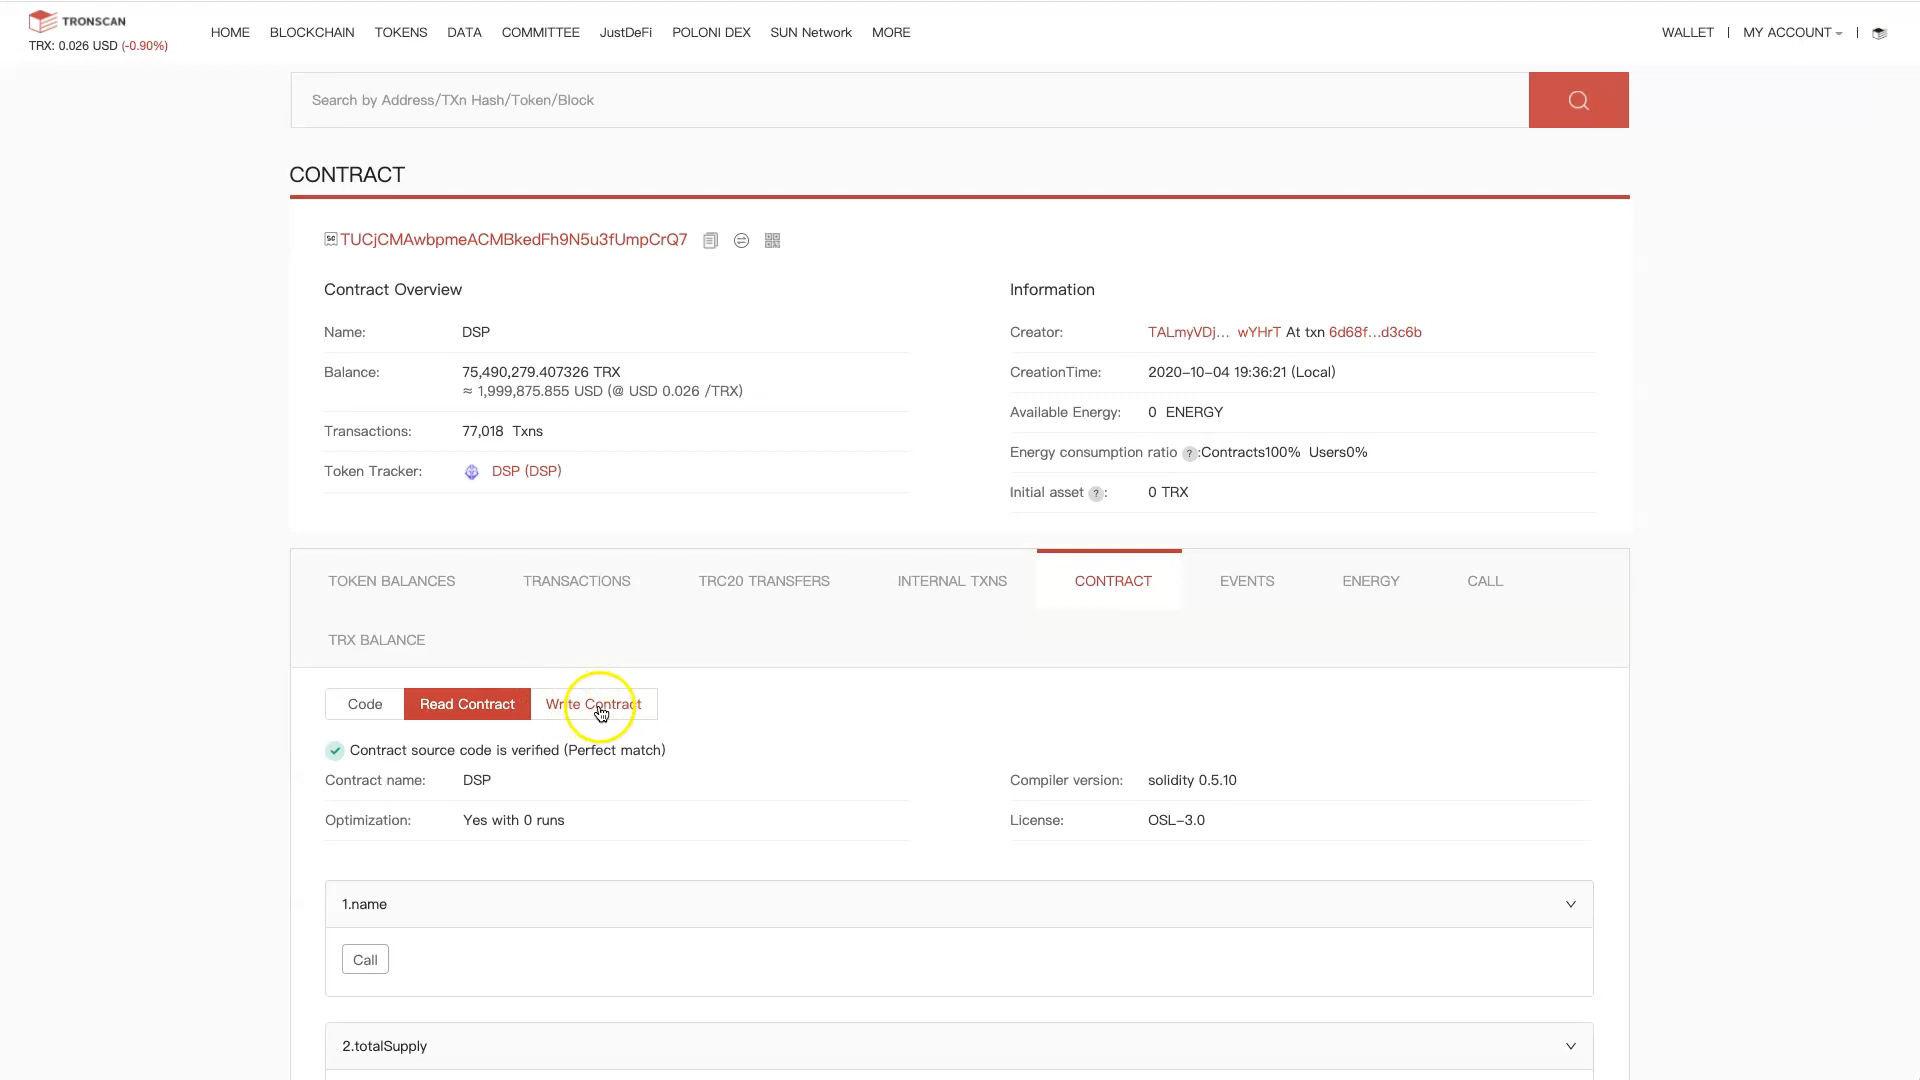 TRONSCAN
TRX: 0.026 USD (-0.90%)
HOME BLOCKCHAIN TOKENS DATA COMMITTEE JustDeFi POLONI DEX SUN Network MORE
WALLET | MY ACCOUNT |
Search by Address/TXn Hash/Token/Block
CONTRACT
TUCjCMAwbpmeACMBkedFh9N5u3fUmpCrQ7
Contract Overview
Name: DSP
Balance: 75,490,279.407326 TRX
≈ 1,999,875.855 USD (@ USD 0.026 /TRX)
Transactions: 77,018 Txns
Token Tracker: DSP (DSP)
Information
Creator: TALmyVDj... wYHrT At txn 6d68f...d3c6b
CreationTime: 2020-10-04 19:36:21 (Local)
Available Energy: 0 ENERGY
Energy consumption ratio ?:Contracts100% Users0%
Initial asset ?: 0 TRX
TOKEN BALANCES TRANSACTIONS TRC20 TRANSFERS INTERNAL TXNS CONTRACT EVENTS ENERGY CALL
TRX BALANCE
Code Read Contract Write Contract
Contract source code is verified (Perfect match)
Contract name: DSP
Compiler version: solidity 0.5.10
Optimization: Yes with 0 runs
License: OSL-3.0
1.name
Call
2.totalSupply